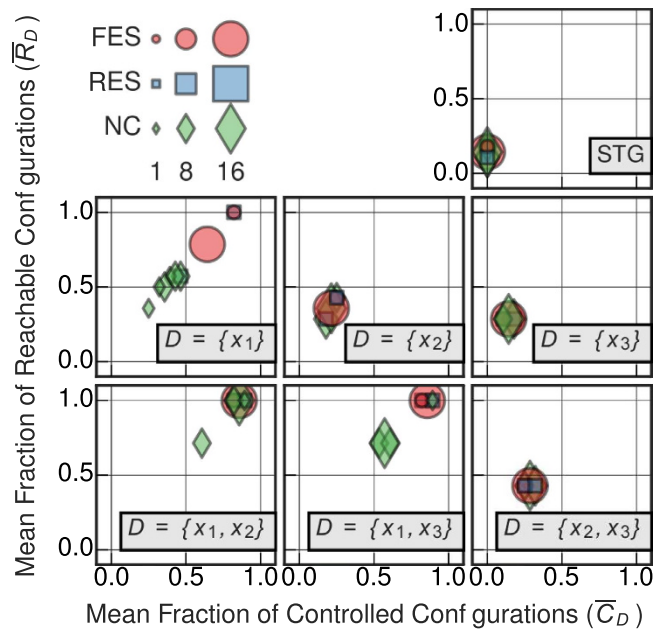 FES
RES
NC
1 8 16
Mean Fraction of Reachable Conf gurations (R̅_D)
1.0
0.5
0.0
STG
1.0
0.5
0.0
D = {x₁}
D = {x₂}
D = {x₃}
1.0
0.5
0.0
D = {x₁, x₂}
D = {x₁, x₃}
D = {x₂, x₃}
0.0 0.5 1.0 0.0 0.5 1.0 0.0 0.5 1.0
Mean Fraction of Controlled Conf gurations (C̅_D)